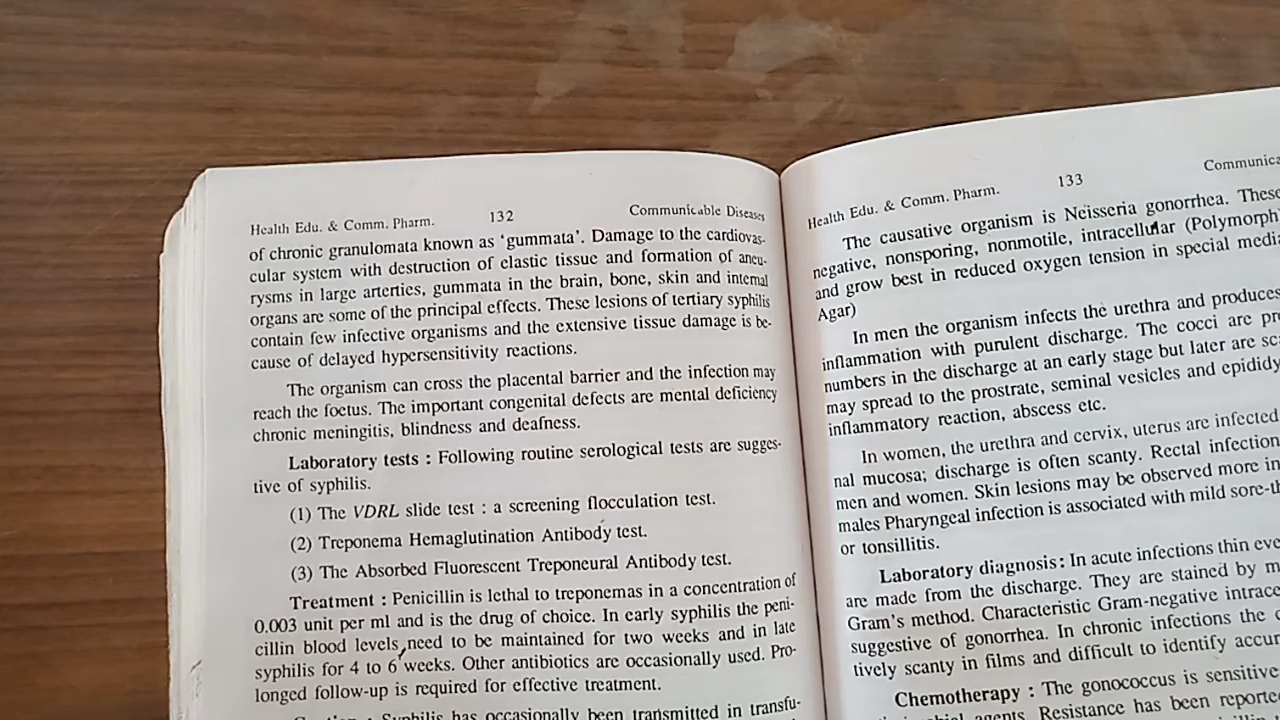 Health Edu. & Comm. Pharm. 132 Communicable Diseases
of chronic granulomata known as 'gummata'. Damage to the cardiovas-
cular system with destruction of elastic tissue and formation of aneu-
rysms in large arterties, gummata in the brain, bone, skin and internal
organs are some of the principal effects. These lesions of tertiary syphilis
contain few infective organisms and the extensive tissue damage is be-
cause of delayed hypersensitivity reactions.
The organism can cross the placental barrier and the infection may
reach the foetus. The important congenital defects are mental deficiency
chronic meningitis, blindness and deafness.
Laboratory tests : Following routine serological tests are sugges-
tive of syphilis.
(1) The VDRL slide test : a screening flocculation test.
(2) Treponema Hemaglutination Antibody test.
(3) The Absorbed Fluorescent Treponeural Antibody test.
Treatment : Penicillin is lethal to treponemas in a concentration of
0.003 unit per ml and is the drug of choice. In early syphilis the peni-
cillin blood levels need to be maintained for two weeks and in late
syphilis for 4 to 6 weeks. Other antibiotics are occasionally used. Pro-
longed follow-up is required for effective treatment.
: Syphilis has occasionally been transmitted in transfu-
Health Edu. & Comm. Pharm. 133
The causative organism is Neisseria gonorrhea. These
negative, nonsporing, nonmotile, intracellular (Polymorph
and grow best in reduced oxygen tension in special media
Agar)
In men the organism infects the urethra and produces
inflammation with purulent discharge. The cocci are
numbers in the discharge at an early stage but later are
may spread to the prostrate, seminal vesicles and
inflammatory reaction, abscess etc.
In women, the urethra and cervix, uterus are infected
nal mucosa; discharge is often scanty. Rectal infection
men and women. Skin lesions may be observed more in
males Pharyngeal infection is associated with mild
or tonsillitis.
Laboratory diagnosis: In acute infections thin
are made from the discharge. They are stained by
Gram's method. Characteristic Gram-negative
suggestive of gonorrhea. In chronic infections the
tively scanty in films and difficult to identify
Chemotherapy : The gonococcus is sensitive
agents. Resistance has been